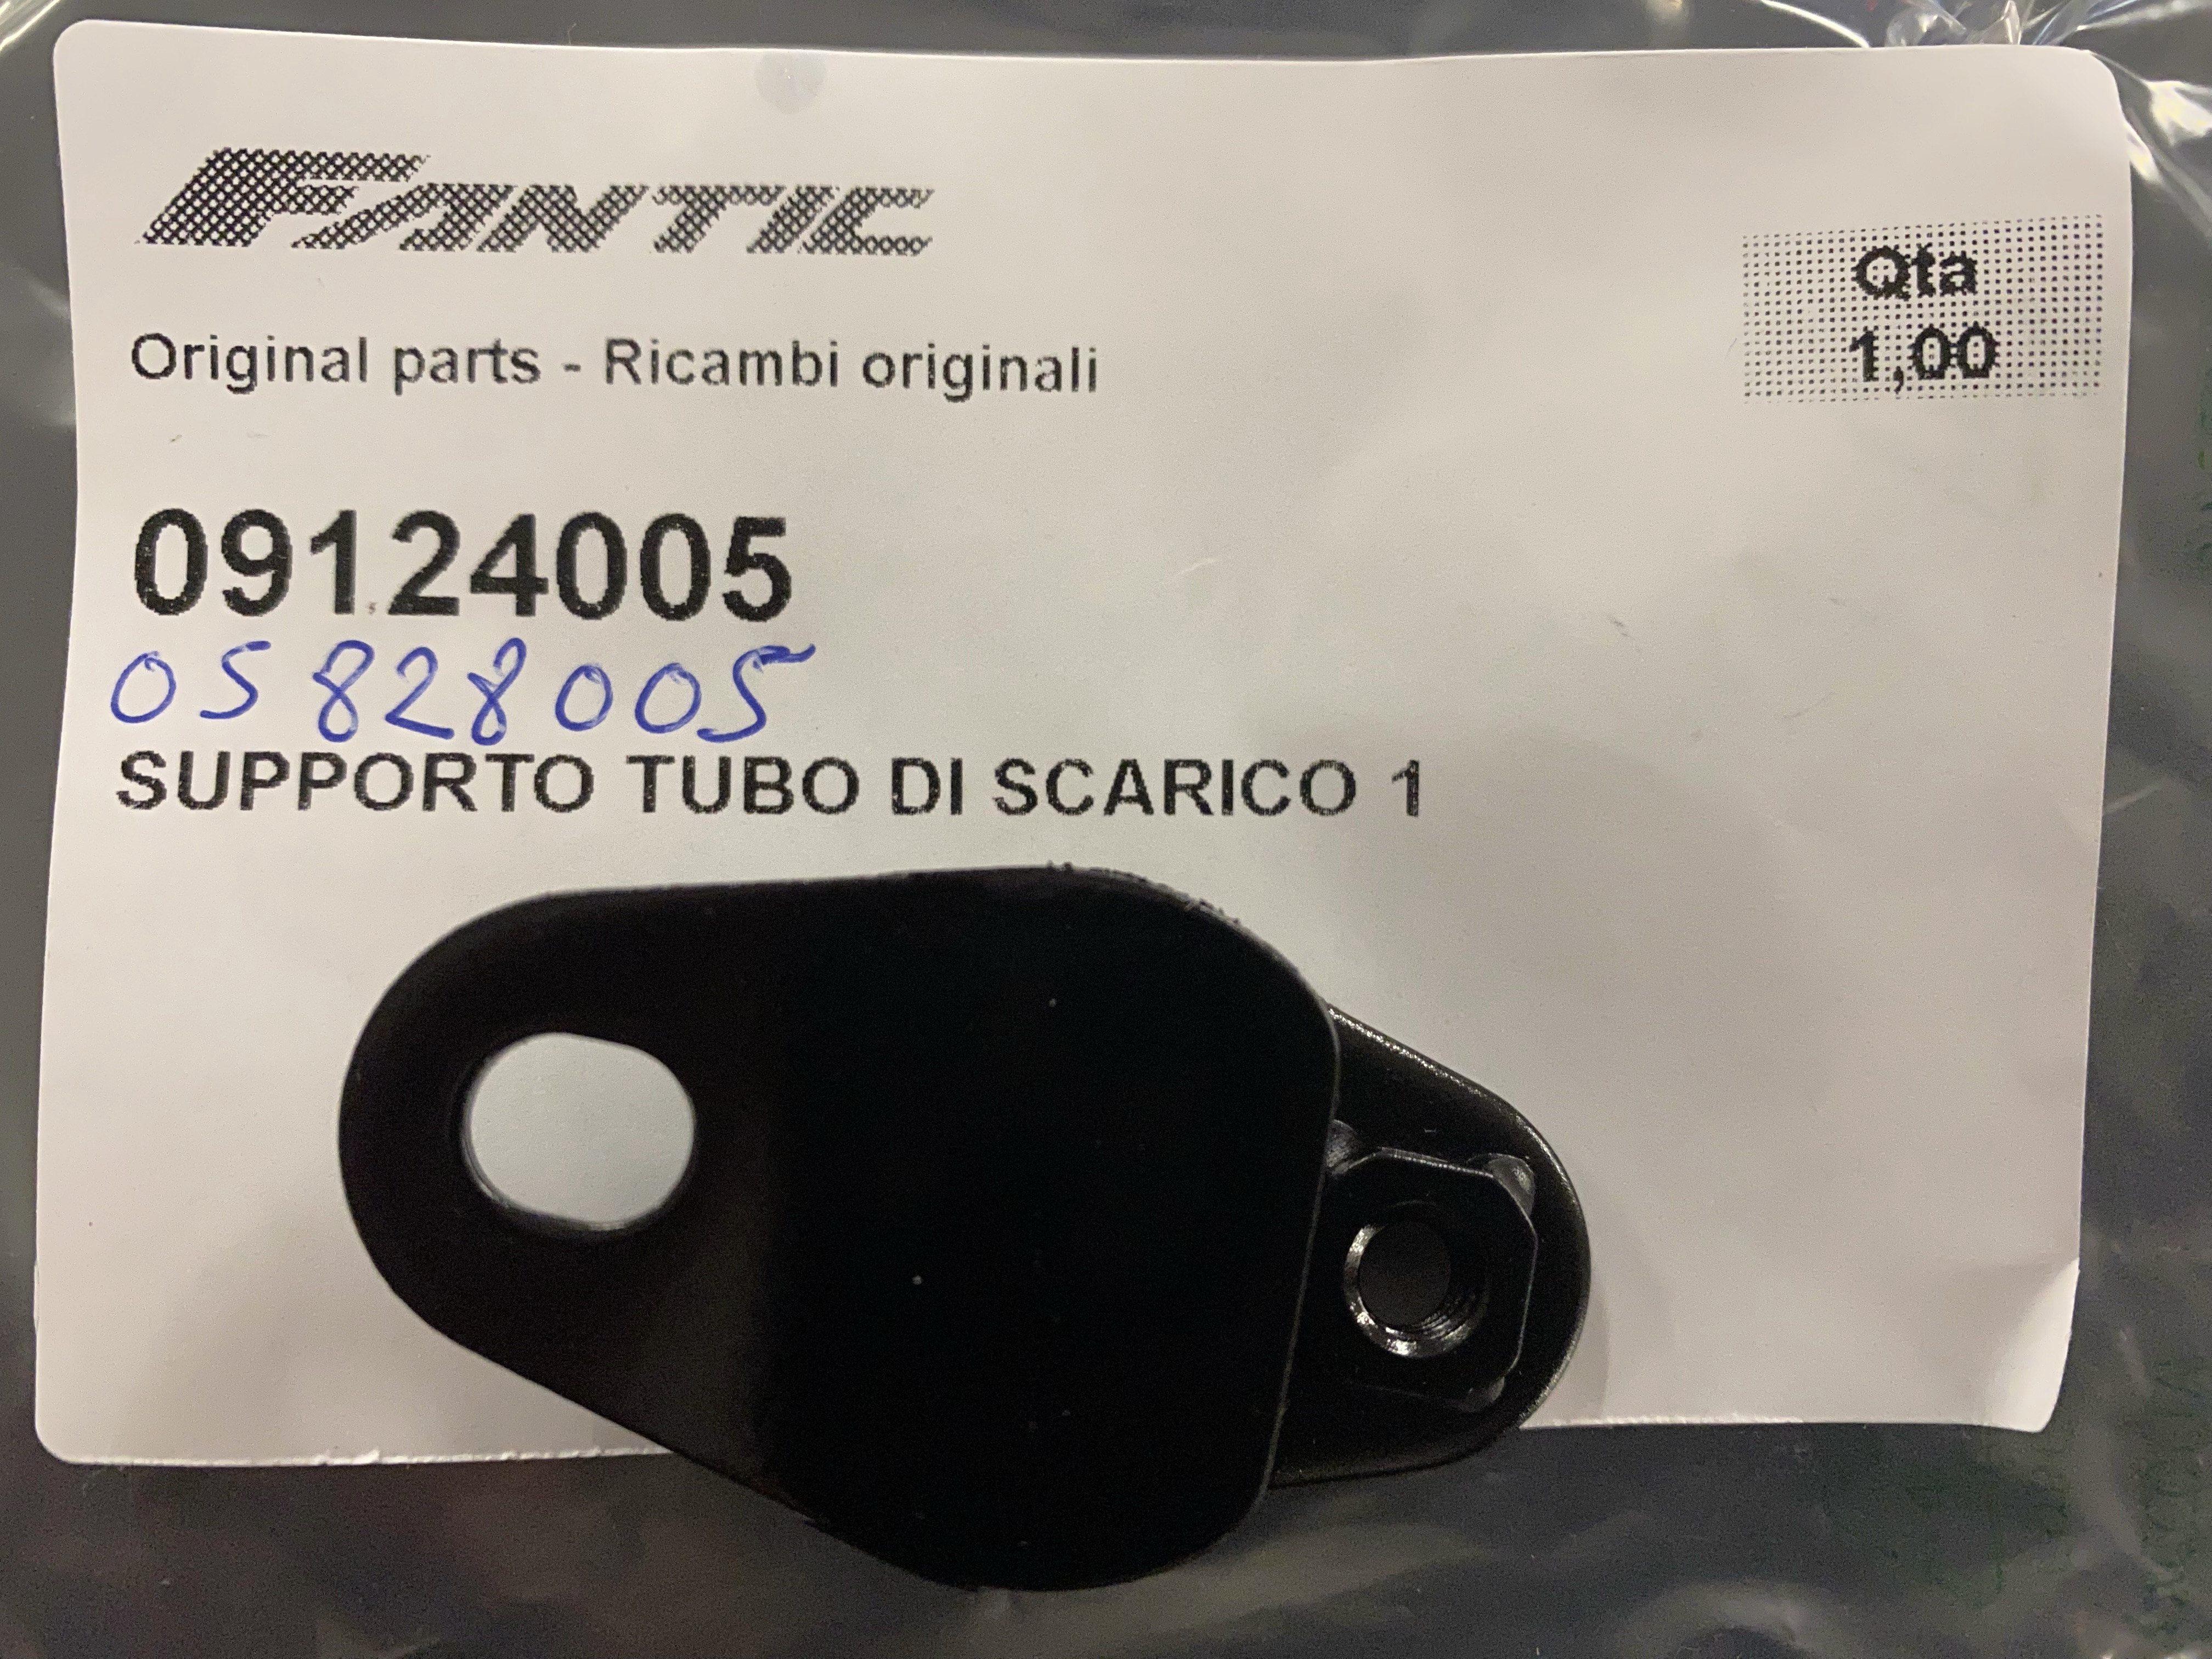 FANTIC
Qta
1,00
Original parts - Ricambi originali
09124005
05828005
SUPPORTO TUBO DI SCARICO 1